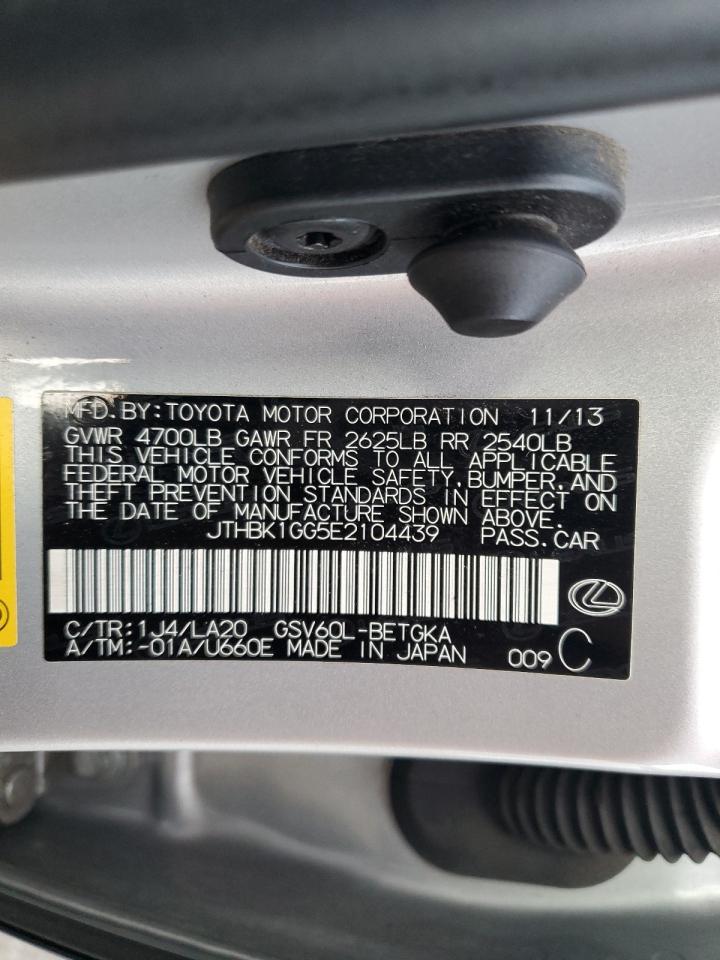 MFD. BY: TOYOTA MOTOR CORPORATION 11/13
GVWR 4700LB GAWR FR 2625LB RR 2540LB
THIS VEHICLE CONFORMS TO ALL APPLICABLE
FEDERAL MOTOR VEHICLE SAFETY, BUMPER, AND
THEFT PREVENTION STANDARDS IN EFFECT ON
THE DATE OF MANUFACTURE SHOWN ABOVE.
JTHBK1GG5E2104439 PASS.CAR
C/TR:1J4/LA20 GSV60L-BETGKA
A/TM:-01A/U660E MADE IN JAPAN 009 C